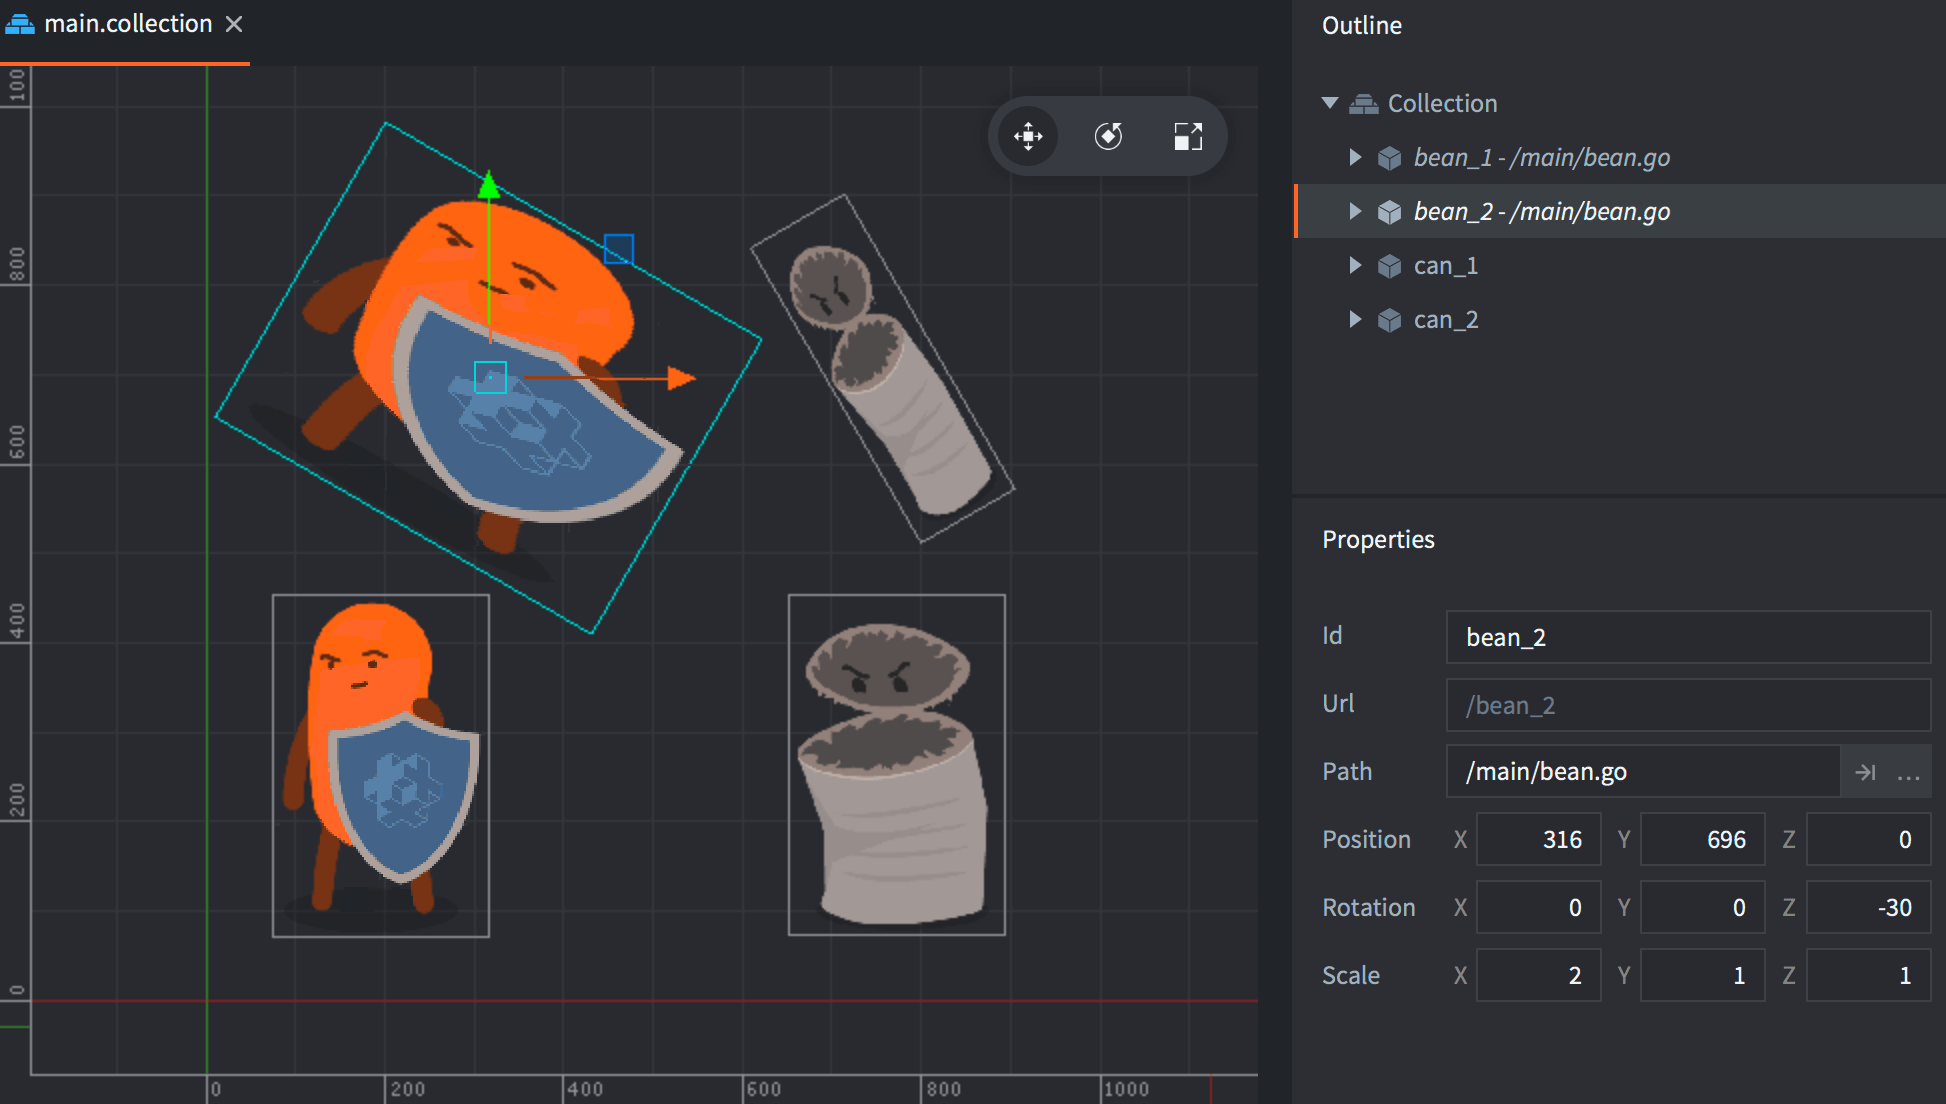 main.collection
Outline
Collection
bean_1 - /main/bean.go
bean_2 - /main/bean.go
can_1
can_2
100
800
600
400
200
0
0 200 400 600 800 1000
Properties
Id bean_2
Url /bean_2
Path /main/bean.go ...
Position X 316 Y 696 Z 0
Rotation X 0 Y 0 Z -30
Scale X 2 Y 1 Z 1